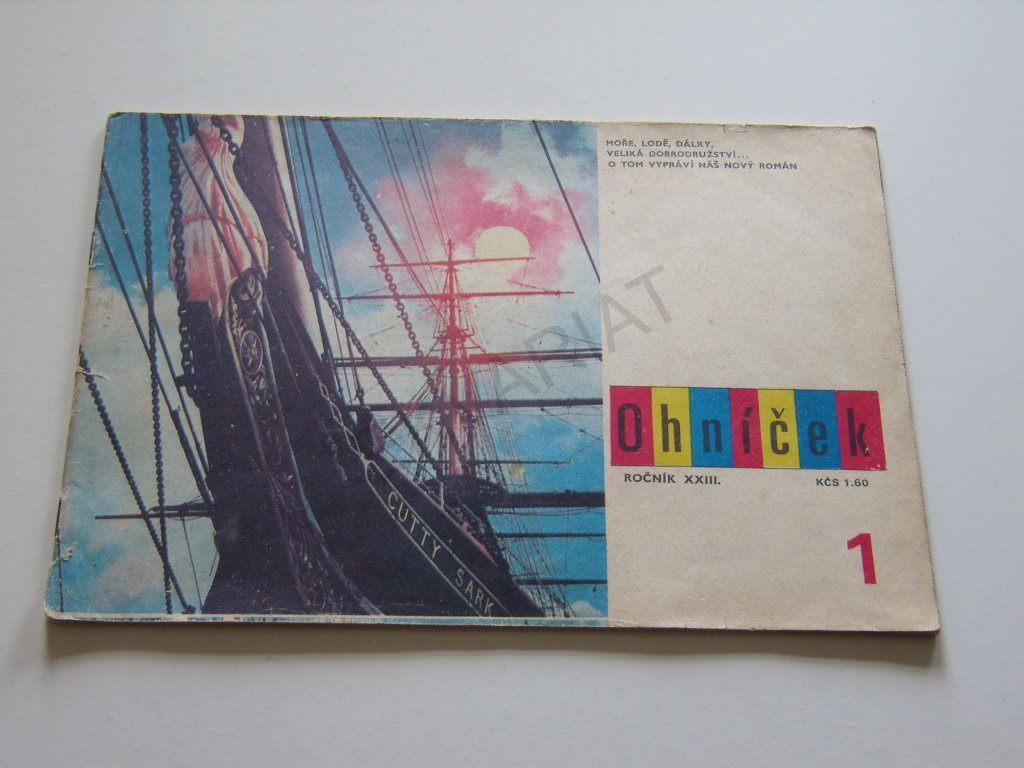 MOŘE, LODĚ, DÁLKY,
VELIKÁ DOBRODRUŽSTVÍ...
O TOM VYPRÁVÍ NÁŠ NOVÝ ROMÁN
Ohníček
ROČNÍK XXIII.
KČS 1.60
1
CUTTY SARK